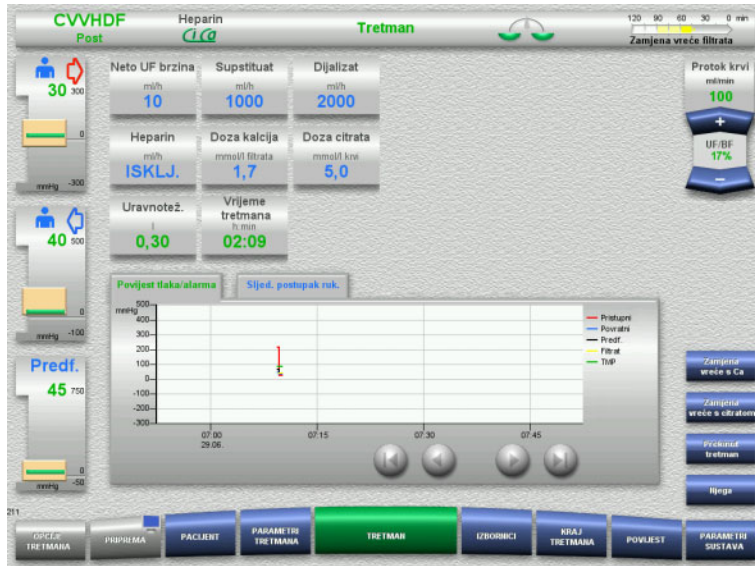 CVVHDF
Post
Heparin
CiCa
Tretman
120 90 60 30 0 min
Zamjena vreće filtrata
30
300
0
mmHg -300
40
500
0
mmHg -100
Predf.
45
750
0
mmHg -50
Neto UF brzina
ml/h
10
Supstituat
ml/h
1000
Dijalizat
ml/h
2000
Heparin
ml/h
ISKLJ.
Doza kalcija
mmol/l filtrata
1,7
Doza citrata
mmol/l krvi
5,0
Uravnotež.
l
0,30
Vrijeme
tretmana
h:min
02:09
Protok krvi
ml/min
100
+
UF/BF
17%
−
Povijest tlaka/alarma
Sljed. postupak ruk.
mmHg
500
400
300
200
100
0
-100
-200
-300
07:00
29.06.
07:15
07:30
07:45
Pristupni
Povratni
Predf.
Filtrat
TMP
Zamjena
vreće s Ca
Zamjena
vreće s citratom
Prekinuti
tretman
Njega
211
OPCIJE
TRETMANA
PRIPREMA
PACIJENT
PARAMETRI
TRETMANA
TRETMAN
IZBORNICI
KRAJ
TRETMANA
POVIJEST
PARAMETRI
SUSTAVA